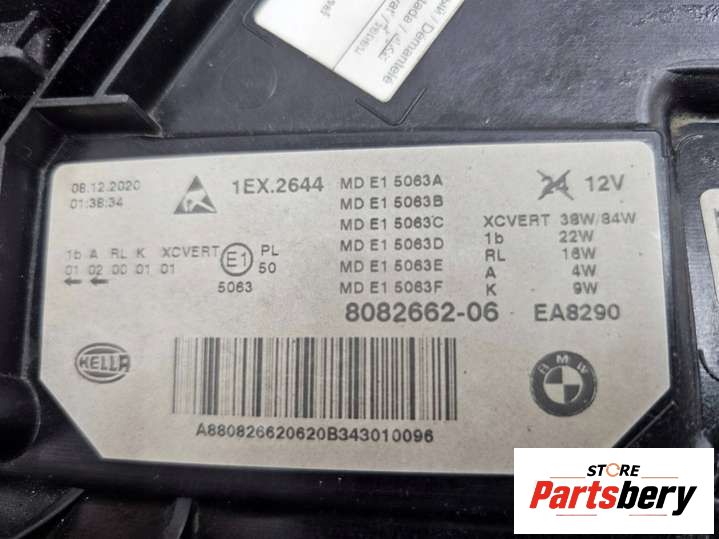 / Demantele
08.12.2020
01:38:34
1EX.2644
MD E1 5063A
MD E1 5063B
MD E1 5063C
MD E1 5063D
MD E1 5063E
MD E1 5063F
24 12V
XCVERT 38W/84W
1b 22W
RL 16W
A 4W
K 9W
1b A RL K XCVERT
01 02 00 01 01
E1
5063
PL
50
8082662-06 EA8290
HELLA
BMW
A880826620620B343010096
STORE
Partsbery